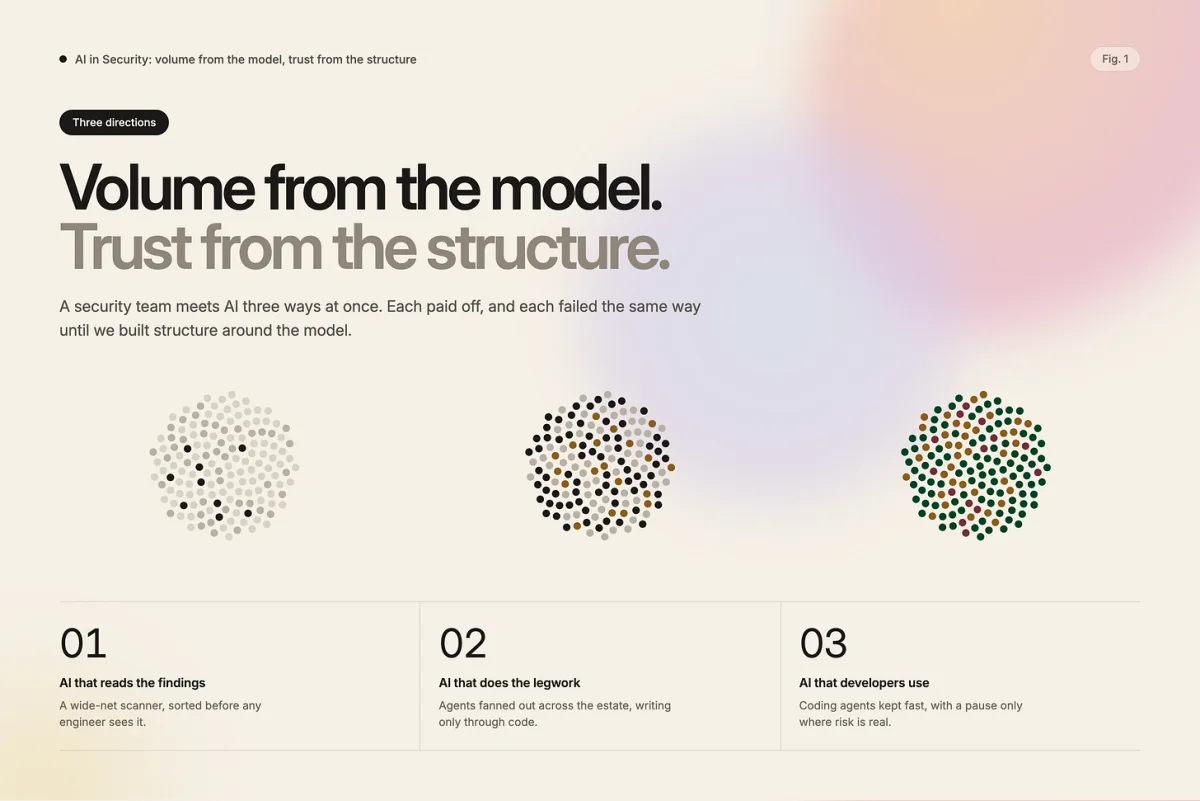 AI in Security: volume from the model, trust from the structure
Fig. 1
Three directions
Volume from the model.
Trust from the structure.
A security team meets AI three ways at once. Each paid off, and each failed the same way
until we built structure around the model.
01
AI that reads the findings
A wide-net scanner, sorted before any
engineer sees it.
02
AI that does the legwork
Agents fanned out across the estate, writing
only through code.
03
AI that developers use
Coding agents kept fast, with a pause only
where risk is real.